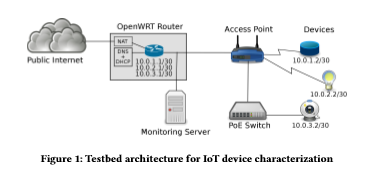 OpenWRT Router
Access Point
Devices
NAT
DNS
+
DHCP
10.0.1.1/30
10.0.2.1/30
10.0.3.1/30
10.0.1.2/30
Public Internet
10.0.2.2/30
Monitoring Server
PoE Switch
10.0.3.2/30
Figure 1: Testbed architecture for IoT device characterization